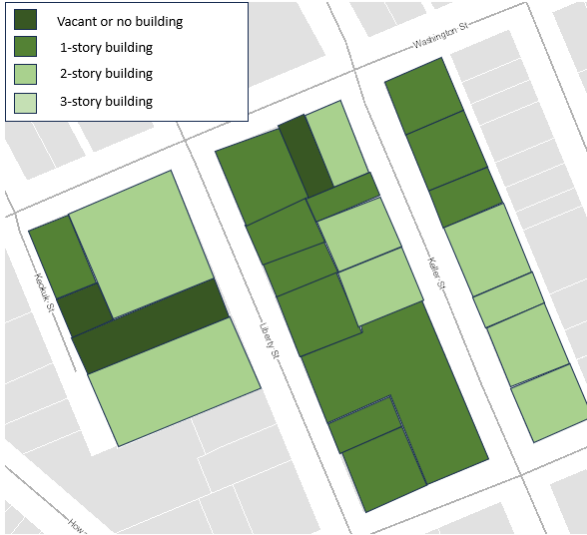 Vacant or no building
1-story building
2-story building
3-story building
Washington St
Keokuk St
Liberty St
Keller St
How